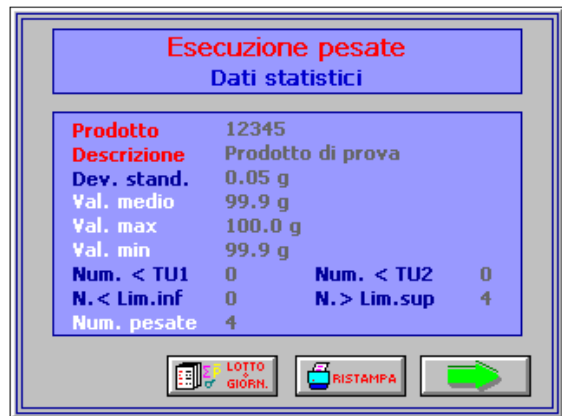 Esecuzione pesate
Dati statistici
Prodotto 12345
Descrizione Prodotto di prova
Dev. stand. 0.05 g
Val. medio 99.9 g
Val. max 100.0 g
Val. min 99.9 g
Num. < TU1 0 Num. < TU2 0
N.< Lim.inf 0 N.> Lim.sup 4
Num. pesate 4
LOTTO
GIORN. RISTAMPA